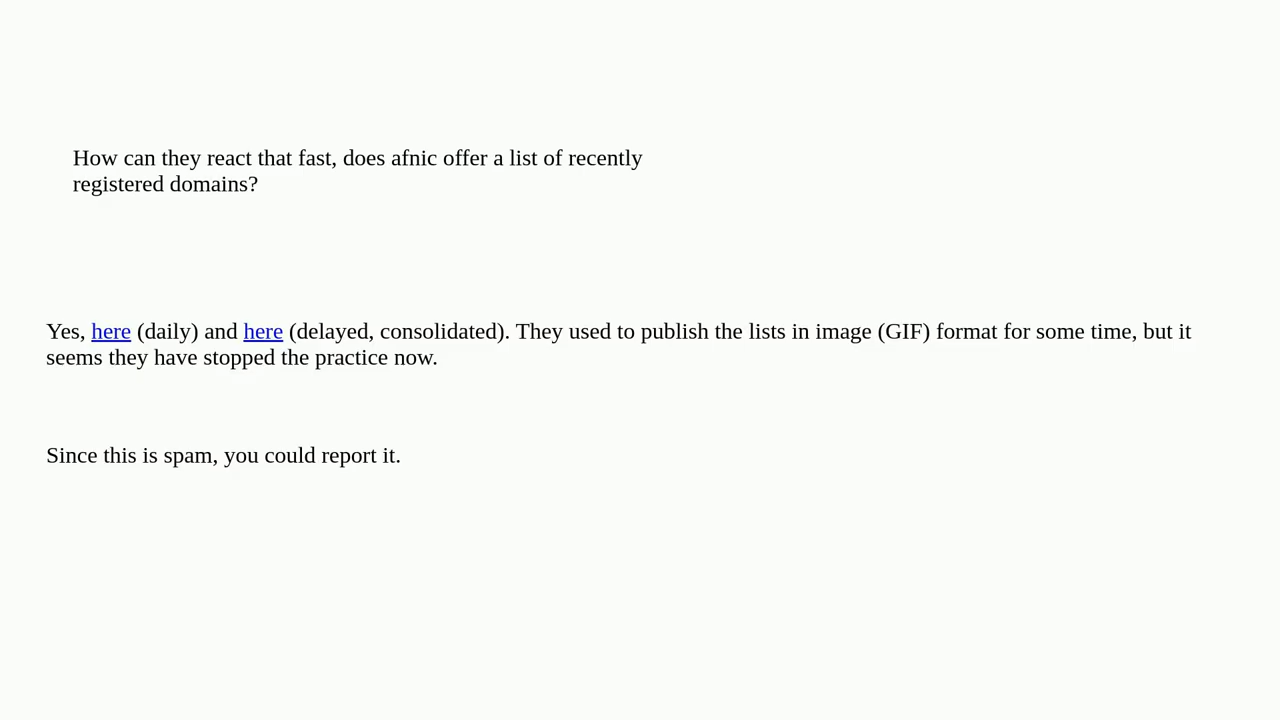 How can they react that fast, does afnic offer a list of recently
registered domains?
Yes, here (daily) and here (delayed, consolidated). They used to publish the lists in image (GIF) format for some time, but it
seems they have stopped the practice now.
Since this is spam, you could report it.